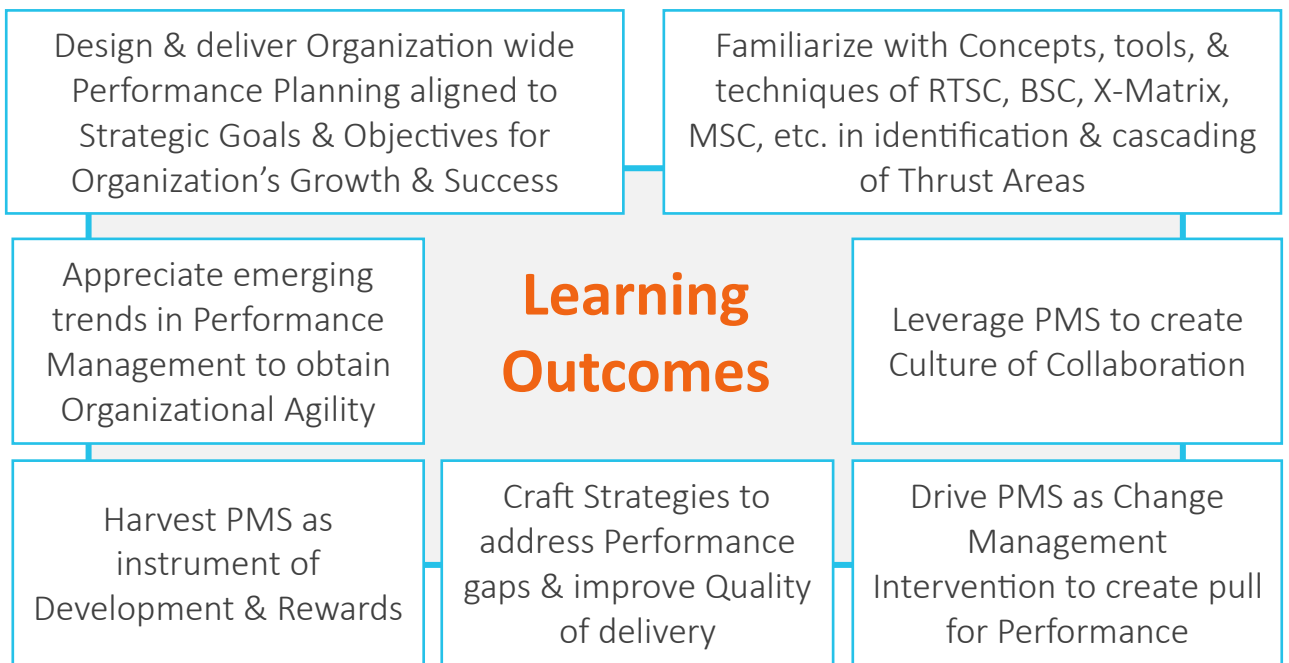 Design & deliver Organization wide
Performance Planning aligned to
Strategic Goals & Objectives for
Organization’s Growth & Success
Familiarize with Concepts, tools, &
techniques of RTSC, BSC, X-Matrix,
MSC, etc. in identification & cascading
of Thrust Areas
Appreciate emerging
trends in Performance
Management to obtain
Organizational Agility
Learning
Outcomes
Leverage PMS to create
Culture of Collaboration
Harvest PMS as
instrument of
Development & Rewards
Craft Strategies to
address Performance
gaps & improve Quality
of delivery
Drive PMS as Change
Management
Intervention to create pull
for Performance